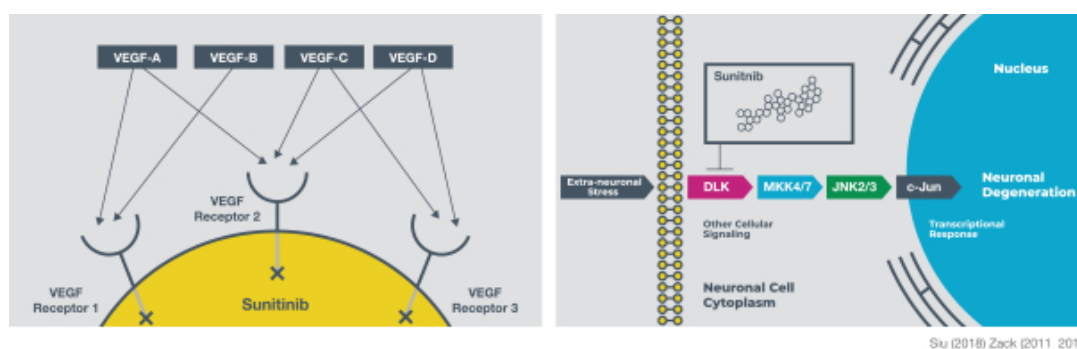 VEGF-A
VEGF-B
VEGF-C
VEGF-D
VEGF
Receptor 2
VEGF
Receptor 1
Sunitinib
VEGF
Receptor 3
Sunitnib
Nucleus
Extra-neuronal
Stress
DLK
MKK4/7
JNK2/3
c-Jun
Neuronal
Degeneration
Other Cellular
Signaling
Transcriptional
Response
Neuronal Cell
Cytoplasm
Siu (2018) Zack (2011